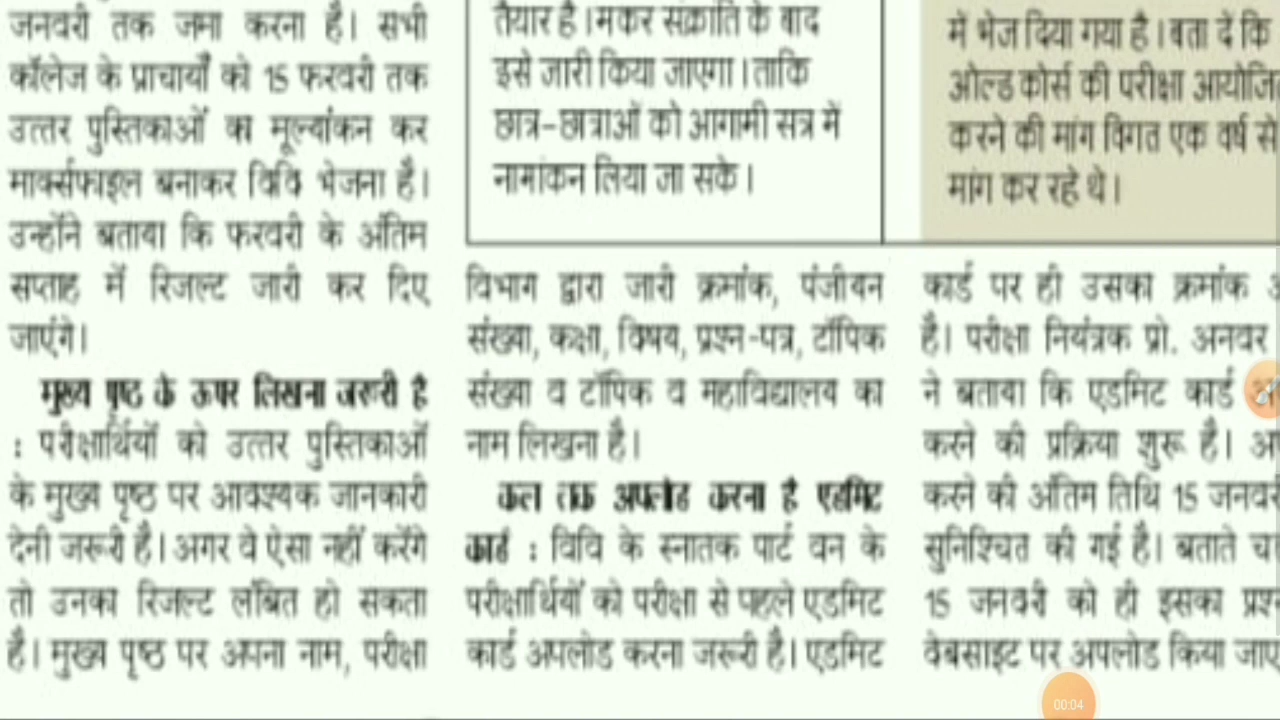 जनवरी तक जमा करना है। सभी
कॉलेज के प्राचार्यों को 15 फरवरी तक
उत्तर पुस्तिकाओं का मूल्यांकन कर
मार्क्सफाइल बनाकर विवि भेजना है।
उन्होंने बताया कि फरवरी के अंतिम
सप्ताह में रिजल्ट जारी कर दिए
जाएंगे।
मुख्य पृष्ठ के ऊपर लिखना जरूरी है
: परीक्षार्थियों को उत्तर पुस्तिकाओं
के मुख्य पृष्ठ पर आवश्यक जानकारी
देनी जरूरी है। अगर वे ऐसा नहीं करेंगे
तो उनका रिजल्ट लंबित हो सकता
है। मुख्य पृष्ठ पर अपना नाम, परीक्षा
तैयार है। मकर संक्राति के बाद
इसे जारी किया जाएगा। ताकि
छात्र-छात्राओं को आगामी सत्र में
नामांकन लिया जा सके।
विभाग द्वारा जारी क्रमांक, पंजीयन
संख्या, कक्षा, विषय, प्रश्न-पत्र, टॉपिक
संख्या व टॉपिक व महाविद्यालय का
नाम लिखना है।
कल तक अपलोड करना है एडमिट
कार्ड : विवि के स्नातक पार्ट वन के
परीक्षार्थियों को परीक्षा से पहले एडमिट
कार्ड अपलोड करना जरूरी है। एडमिट
में भेज दिया गया है। बता दें कि
ओल्ड कोर्स की परीक्षा आयोजि
करने की मांग विगत एक वर्ष से
मांग कर रहे थे।
कार्ड पर ही उसका क्रमांक
है। परीक्षा नियंत्रक प्रो. अनवर
ने बताया कि एडमिट कार्ड
करने की प्रक्रिया शुरू है।
करने की अंतिम तिथि 15 जनवरी
सुनिश्चित की गई है। बताते
15 जनवरी को ही इसका प्रश्न
वेबसाइट पर अपलोड किया जाए
00:04